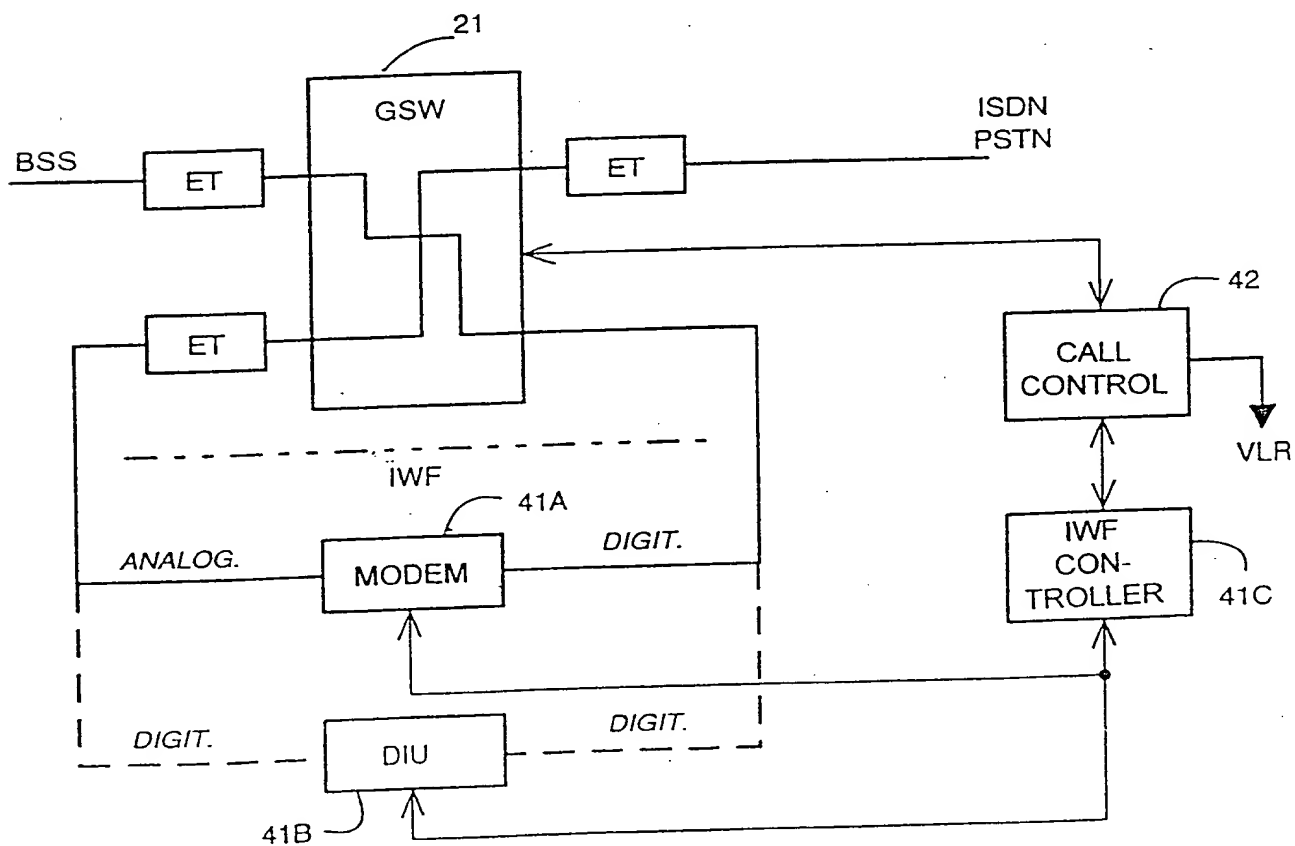 21
GSW
ISDN
PSTN
BSS
ET
ET
ET
42
CALL
CONTROL
VLR
IWF
41A
ANALOG.
MODEM
DIGIT.
IWF
CON-
TROLLER
41C
DIGIT.
DIU
DIGIT.
41B